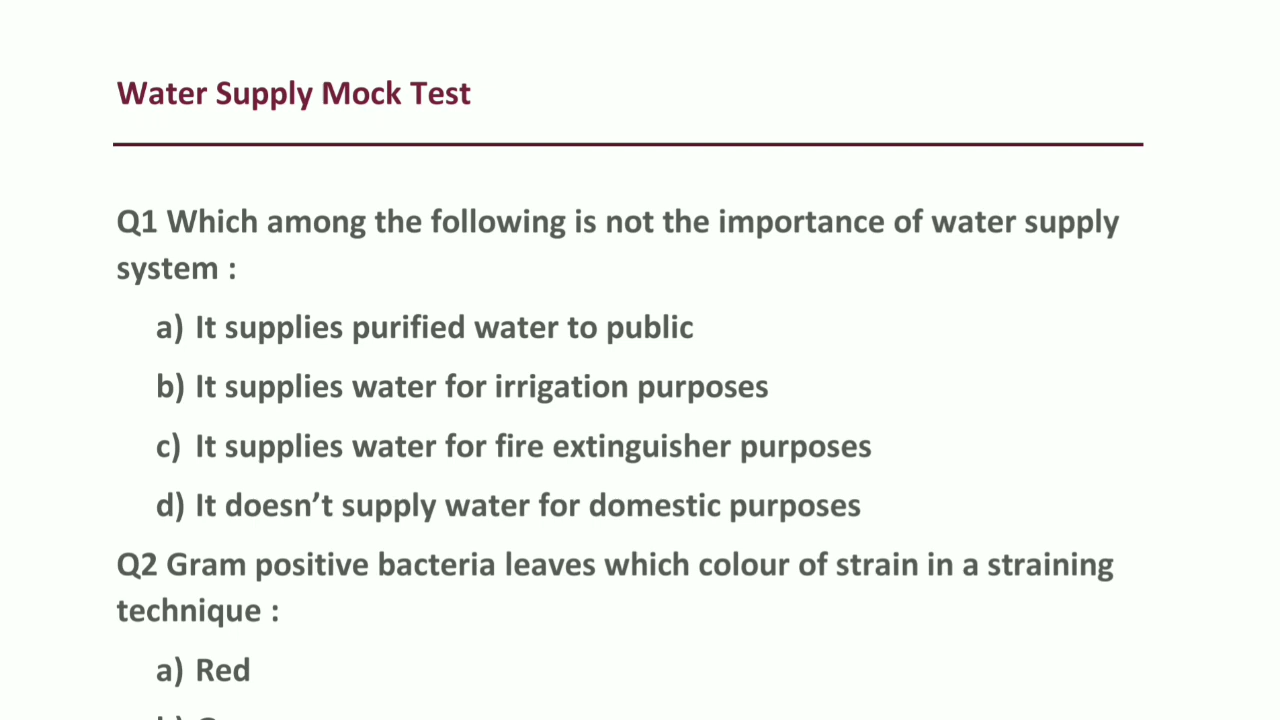 Water Supply Mock Test
Q1 Which among the following is not the importance of water supply
system :
a) It supplies purified water to public
b) It supplies water for irrigation purposes
c) It supplies water for fire extinguisher purposes
d) It doesn’t supply water for domestic purposes
Q2 Gram positive bacteria leaves which colour of strain in a straining
technique :
a) Red